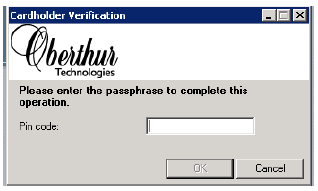 Cardholder Verification
Oberthur
Technologies
Please enter the passphrase to complete this
operation.
Pin code:
OK
Cancel